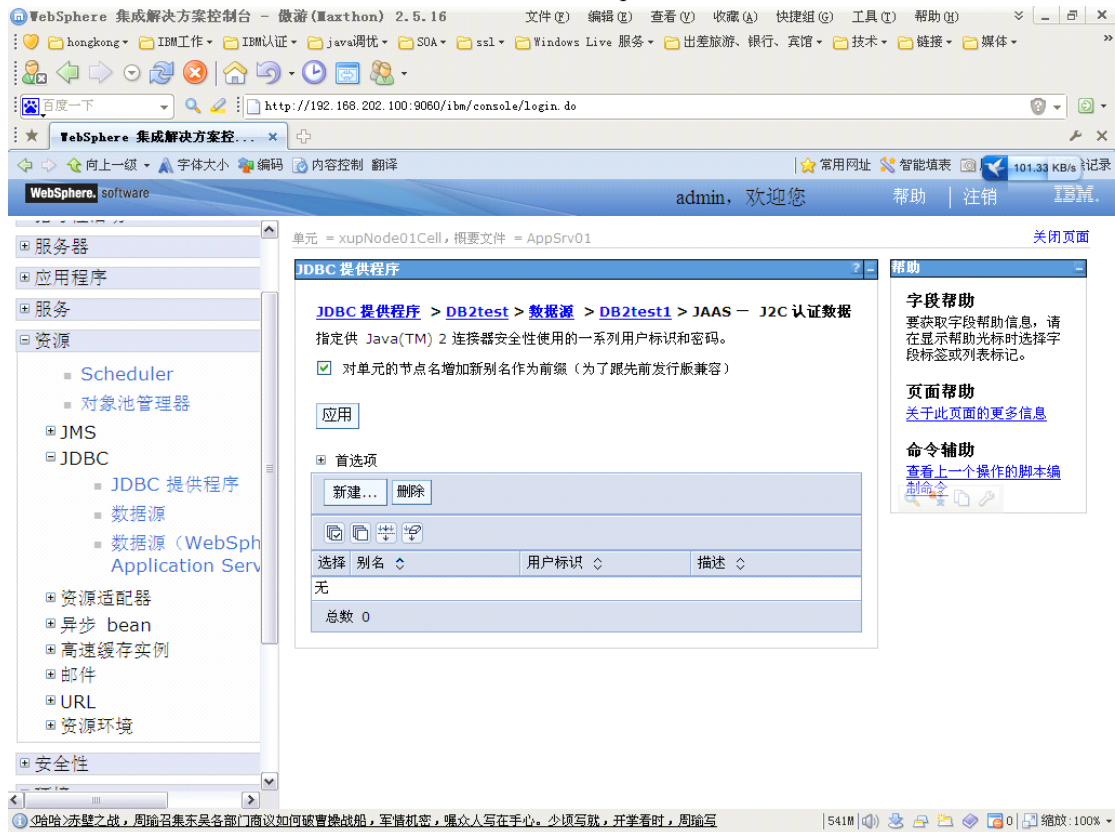 WebSphere 集成解决方案控制台 - 傲游(Maxthon) 2.5.16 文件(F) 编辑(E) 查看(V) 收藏(A) 快捷组(G) 工具(T) 帮助(H)
hongkong IBM工作 IBM认证 java调优 SOA ssl Windows Live 服务 出差旅游、银行、宾馆 技术 链接 媒体 »
百度一下 http://192.168.202.100:9060/ibm/console/login.do
WebSphere 集成解决方案控... ×
向上一级 字体大小 编码 内容控制 翻译 常用网址 智能填表 101.33 KB/s 记录
WebSphere. software admin，欢迎您 帮助 注销 IBM.
服务器
应用程序
服务
资源
Scheduler
对象池管理器
JMS
JDBC
JDBC 提供程序
数据源
数据源（WebSph
Application Serv
资源适配器
异步 bean
高速缓存实例
邮件
URL
资源环境
安全性
单元 = xupNode01Cell，概要文件 = AppSrv01 关闭页面
JDBC 提供程序 ? -
JDBC 提供程序 > DB2test > 数据源 > DB2test1 > JAAS － J2C 认证数据
指定供 Java(TM) 2 连接器安全性使用的一系列用户标识和密码。
对单元的节点名增加新别名作为前缀（为了跟先前发行版兼容）
应用
首选项
新建... 删除
选择 别名 用户标识 描述
无
总数 0
帮助 -
字段帮助
要获取字段帮助信息，请
在显示帮助光标时选择字
段标签或列表标记。
页面帮助
关于此页面的更多信息
命令辅助
查看上一个操作的脚本编
制命令
<哈哈>赤壁之战，周瑜召集东吴各部门商议如何破曹操战船，军情机密，嘱众人写在手心。少顷写就，开掌看时，周瑜写 541M 0 缩放:100%